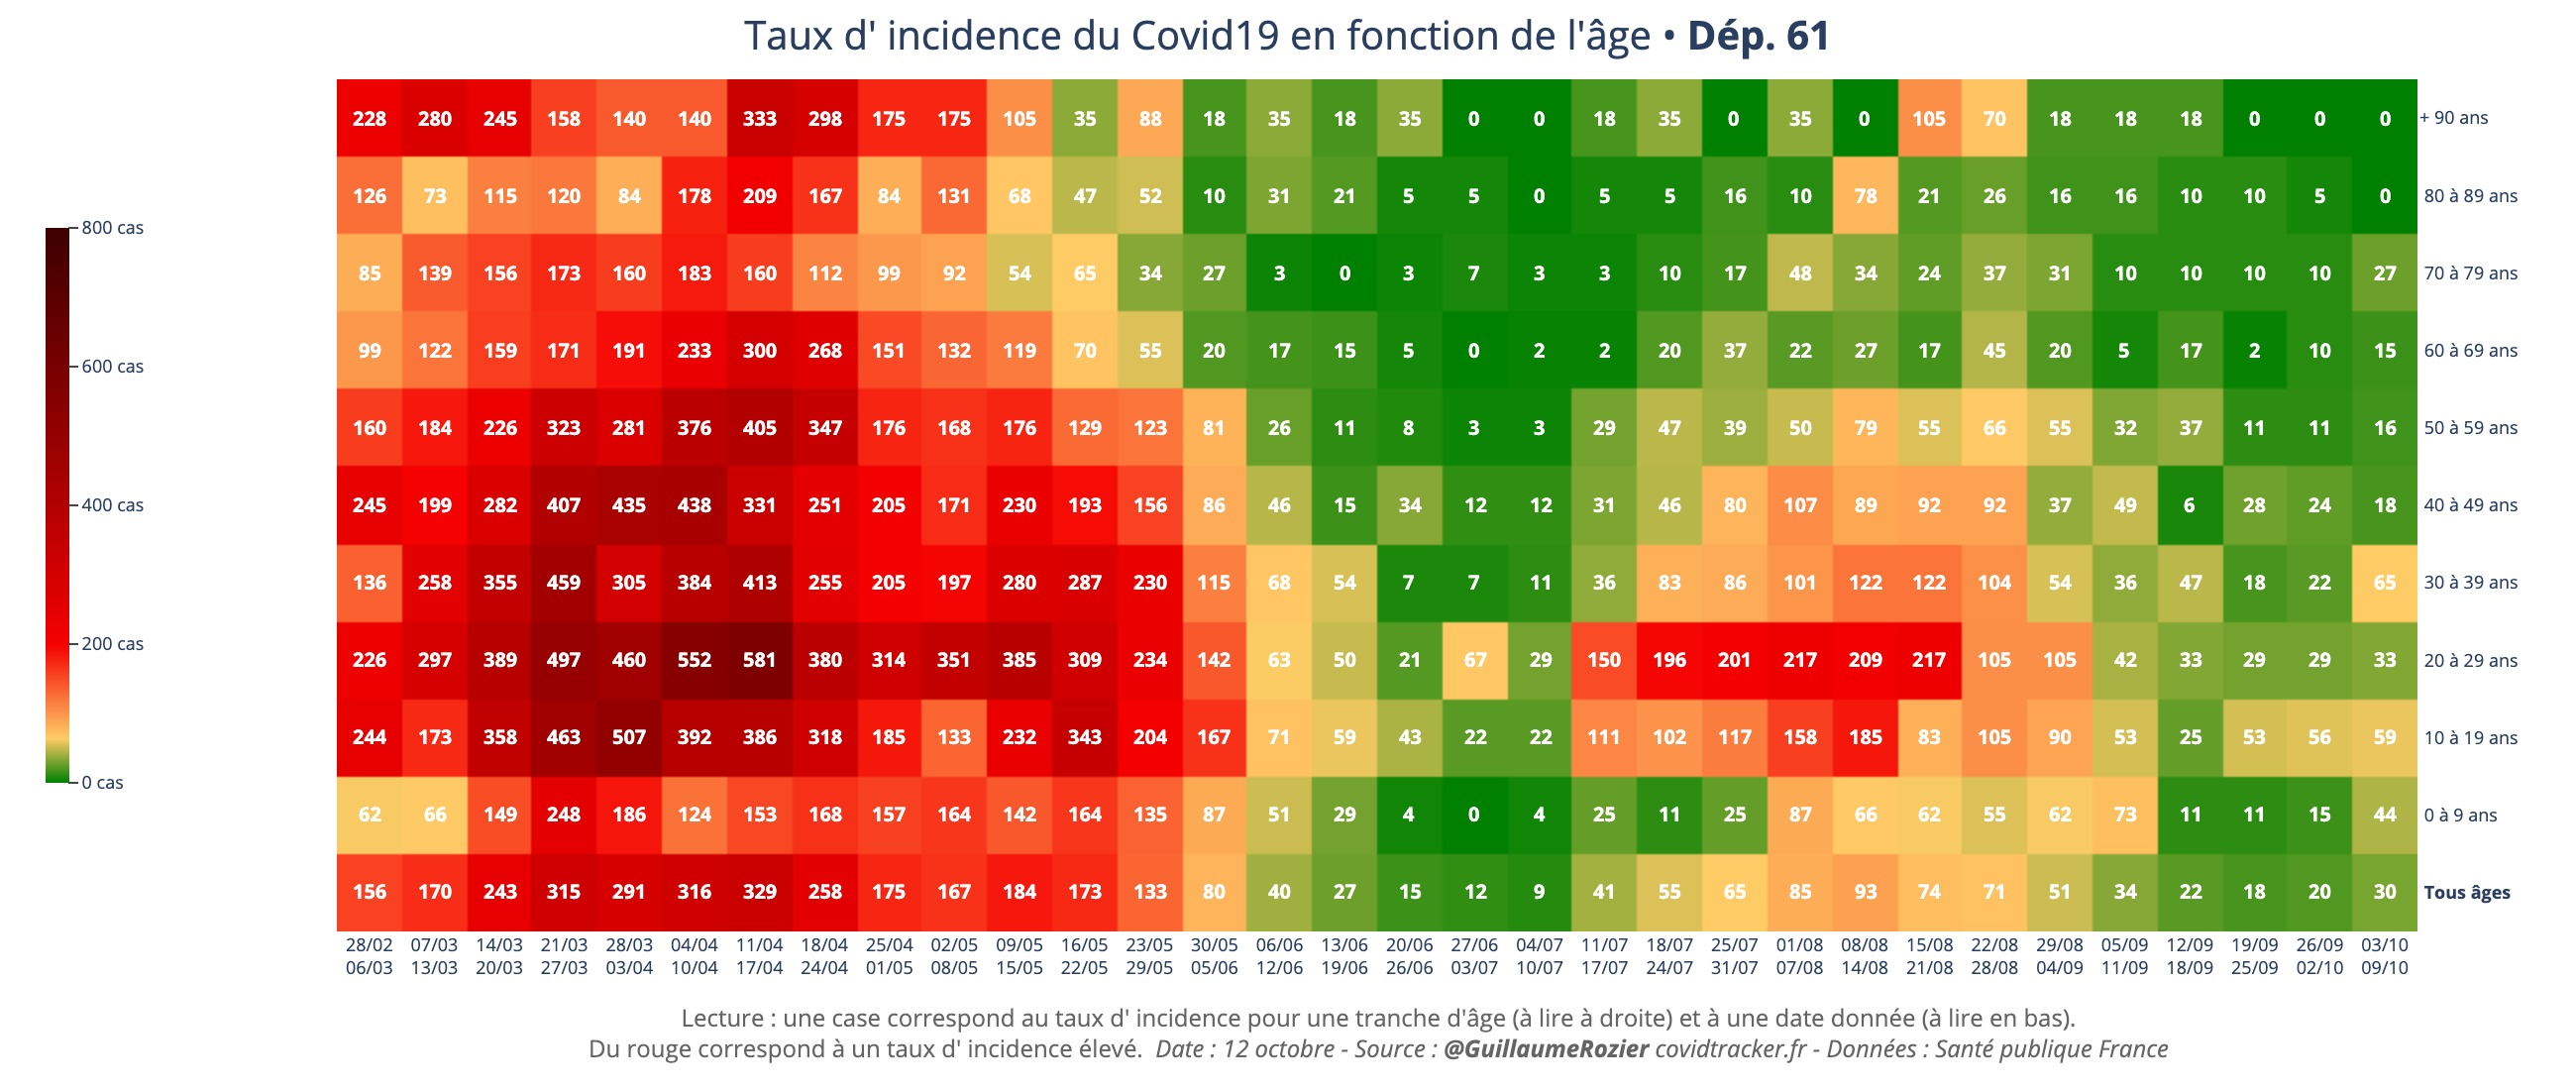 Taux d' incidence du Covid19 en fonction de l'âge • Dép. 61
228 280 245 158 140 140 333 298 175 175 105 35 88 18 35 18 35 0 0 18 35 0 35 0 105 70 18 18 18 0 0 0 + 90 ans
126 73 115 120 84 178 209 167 84 131 68 47 52 10 31 21 5 5 0 5 5 16 10 78 21 26 16 16 10 10 5 0 80 à 89 ans
800 cas
85 139 156 173 160 183 160 112 99 92 54 65 34 27 3 0 3 7 3 3 10 17 48 34 24 37 31 10 10 10 10 27 70 à 79 ans
99 122 159 171 191 233 300 268 151 132 119 70 55 20 17 15 5 0 2 2 20 37 22 27 17 45 20 5 17 2 10 15 60 à 69 ans
600 cas
160 184 226 323 281 376 405 347 176 168 176 129 123 81 26 11 8 3 3 29 47 39 50 79 55 66 55 32 37 11 11 16 50 à 59 ans
400 cas
245 199 282 407 435 438 331 251 205 171 230 193 156 86 46 15 34 12 12 31 46 80 107 89 92 92 37 49 6 28 24 18 40 à 49 ans
136 258 355 459 305 384 413 255 205 197 280 287 230 115 68 54 7 7 11 36 83 86 101 122 122 104 54 36 47 18 22 65 30 à 39 ans
200 cas
226 297 389 497 460 552 581 380 314 351 385 309 234 142 63 50 21 67 29 150 196 201 217 209 217 105 105 42 33 29 29 33 20 à 29 ans
244 173 358 463 507 392 386 318 185 133 232 343 204 167 71 59 43 22 22 111 102 117 158 185 83 105 90 53 25 53 56 59 10 à 19 ans
0 cas
62 66 149 248 186 124 153 168 157 164 142 164 135 87 51 29 4 0 4 25 11 25 87 66 62 55 62 73 11 11 15 44 0 à 9 ans
156 170 243 315 291 316 329 258 175 167 184 173 133 80 40 27 15 12 9 41 55 65 85 93 74 71 51 34 22 18 20 30 Tous âges
28/02 07/03 14/03 21/03 28/03 04/04 11/04 18/04 25/04 02/05 09/05 16/05 23/05 30/05 06/06 13/06 20/06 27/06 04/07 11/07 18/07 25/07 01/08 08/08 15/08 22/08 29/08 05/09 12/09 19/09 26/09 03/10
06/03 13/03 20/03 27/03 03/04 10/04 17/04 24/04 01/05 08/05 15/05 22/05 29/05 05/06 12/06 19/06 26/06 03/07 10/07 17/07 24/07 31/07 07/08 14/08 21/08 28/08 04/09 11/09 18/09 25/09 02/10 09/10
Lecture : une case correspond au taux d' incidence pour une tranche d'âge (à lire à droite) et à une date donnée (à lire en bas).
Du rouge correspond à un taux d' incidence élevé. Date : 12 octobre - Source : @GuillaumeRozier covidtracker.fr - Données : Santé publique France